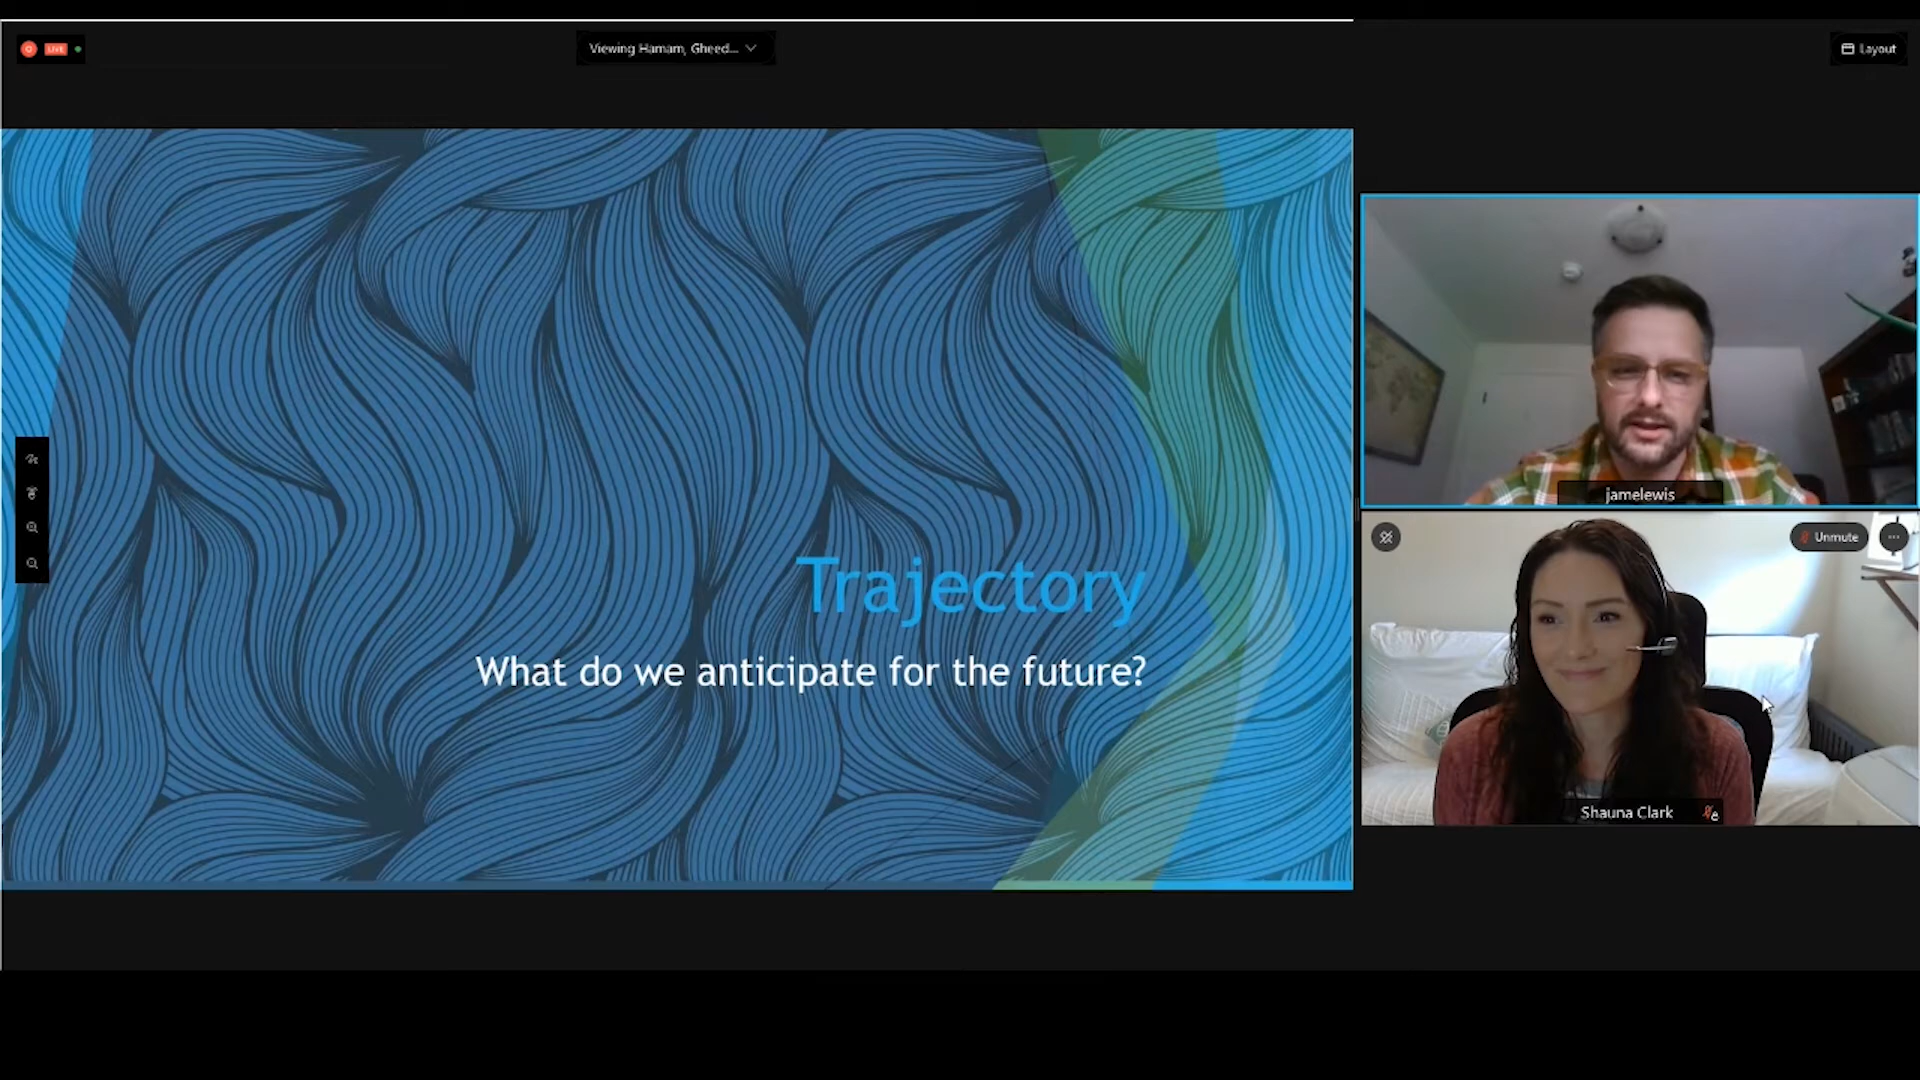 LIVE
Viewing Hamam, Gheed...
Layout
Trajectory
What do we anticipate for the future?
jamelewis
Unmute
Shauna Clark